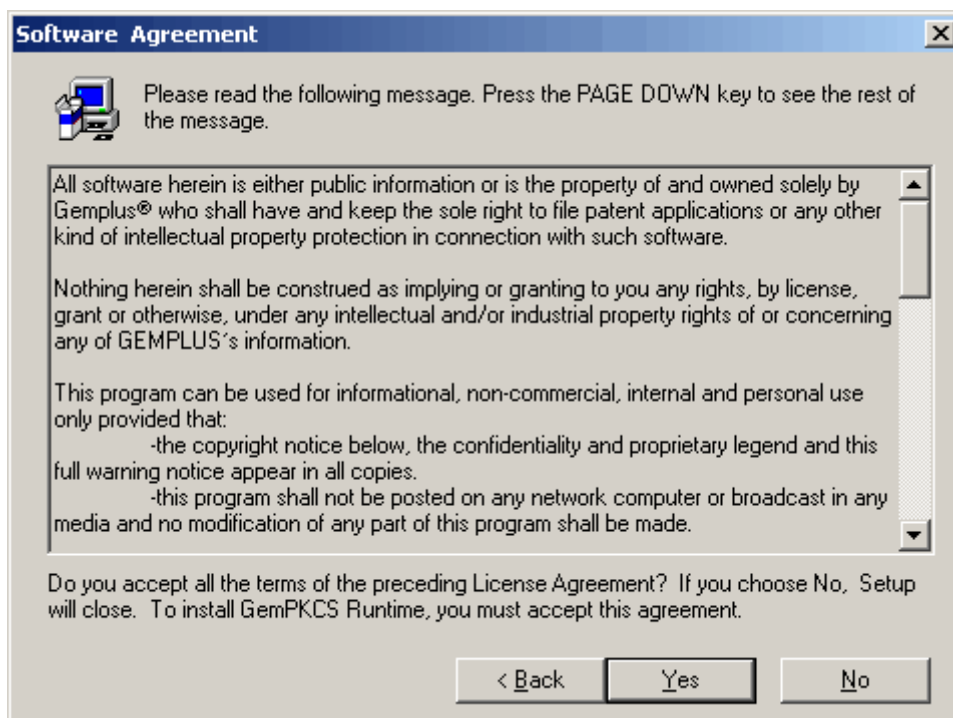 Software Agreement
Please read the following message. Press the PAGE DOWN key to see the rest of
the message.
All software herein is either public information or is the property of and owned solely by
Gemplus® who shall have and keep the sole right to file patent applications or any other
kind of intellectual property protection in connection with such software.
Nothing herein shall be construed as implying or granting to you any rights, by license,
grant or otherwise, under any intellectual and/or industrial property rights of or concerning
any of GEMPLUS´s information.
This program can be used for informational, non-commercial, internal and personal use
only provided that:
-the copyright notice below, the confidentiality and proprietary legend and this
full warning notice appear in all copies.
-this program shall not be posted on any network computer or broadcast in any
media and no modification of any part of this program shall be made.
Do you accept all the terms of the preceding License Agreement? If you choose No, Setup
will close. To install GemPKCS Runtime, you must accept this agreement.
< Back Yes No